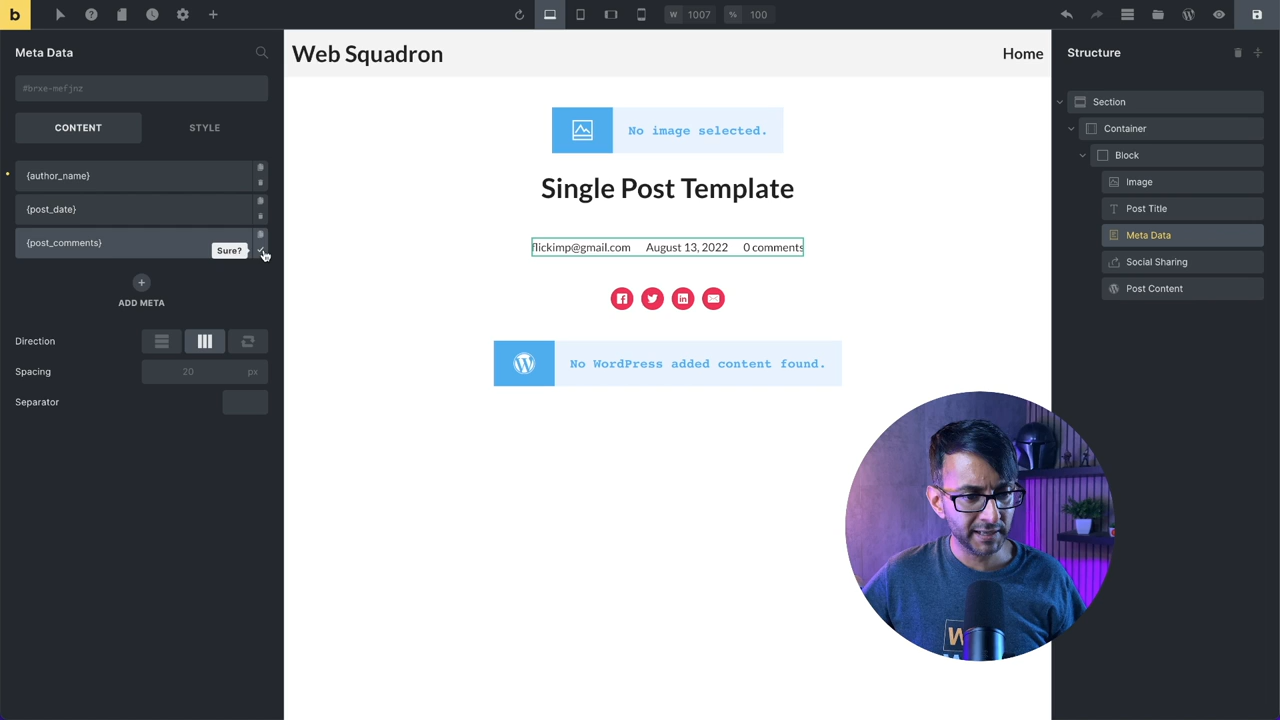 b
W 1007 % 100
Meta Data
#brxe-mefjnz
CONTENT STYLE
{author_name}
{post_date}
{post_comments}
Sure?
ADD META
Direction
Spacing 20 px
Separator
Web Squadron Home
No image selected.
Single Post Template
flickimp@gmail.com August 13, 2022 0 comments
No WordPress added content found.
W
Structure
Section
Container
Block
Image
Post Title
Meta Data
Social Sharing
Post Content